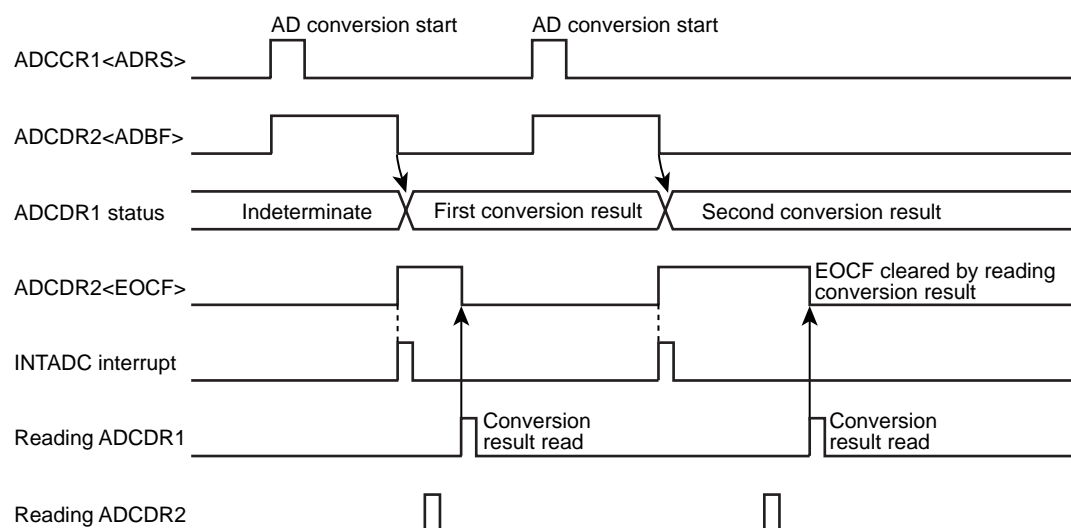 AD conversion start AD conversion start
ADCCR1<ADRS>
ADCDR2<ADBF>
ADCDR1 status Indeterminate First conversion result Second conversion result
ADCDR2<EOCF> EOCF cleared by reading
conversion result
INTADC interrupt
Reading ADCDR1 Conversion
result read Conversion
result read
Reading ADCDR2